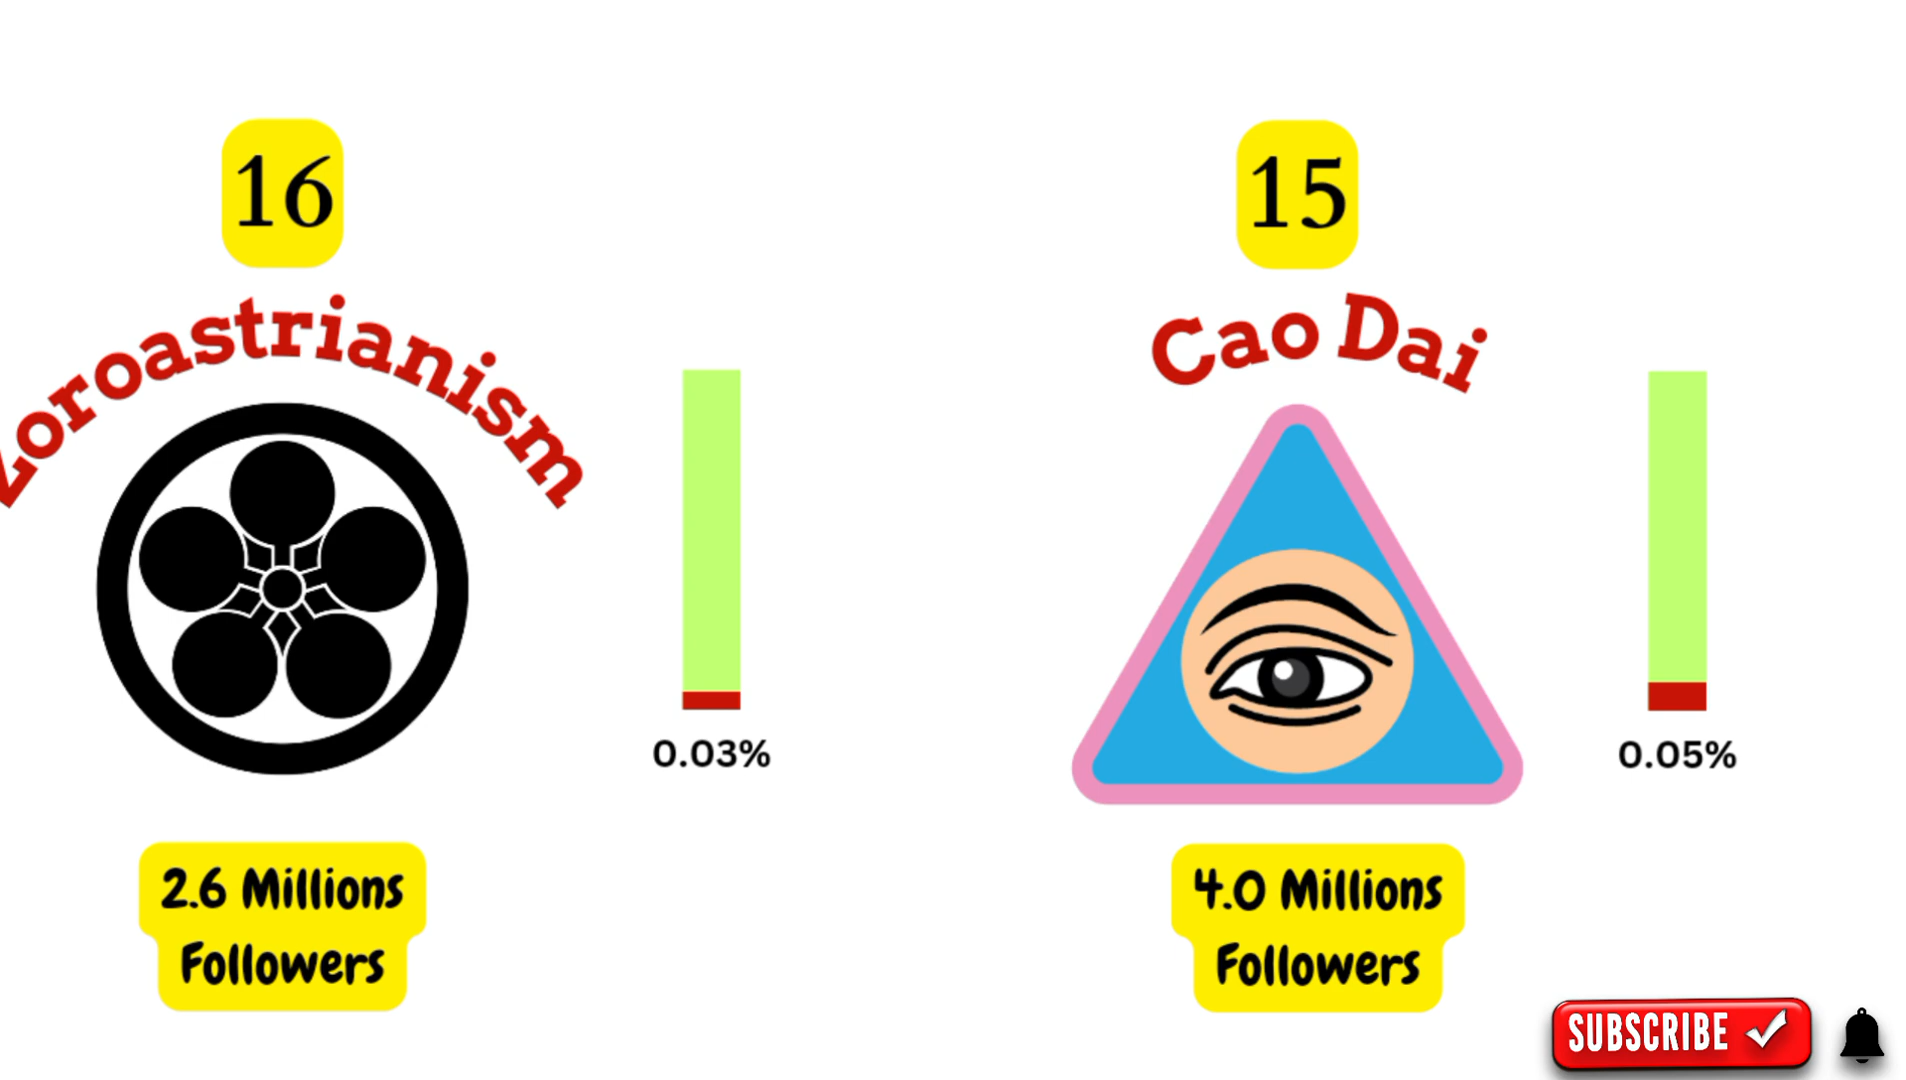 16
Zoroastrianism
0.03%
2.6 Millions
Followers
15
Cao Dai
0.05%
4.0 Millions
Followers
SUBSCRIBE